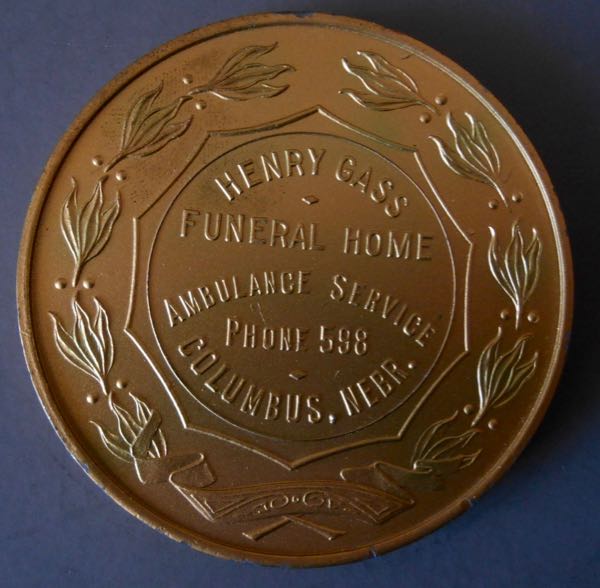 HENRY GASS
FUNERAL HOME
AMBULANCE SERVICE
PHONE 598
COLUMBUS, NEBR.